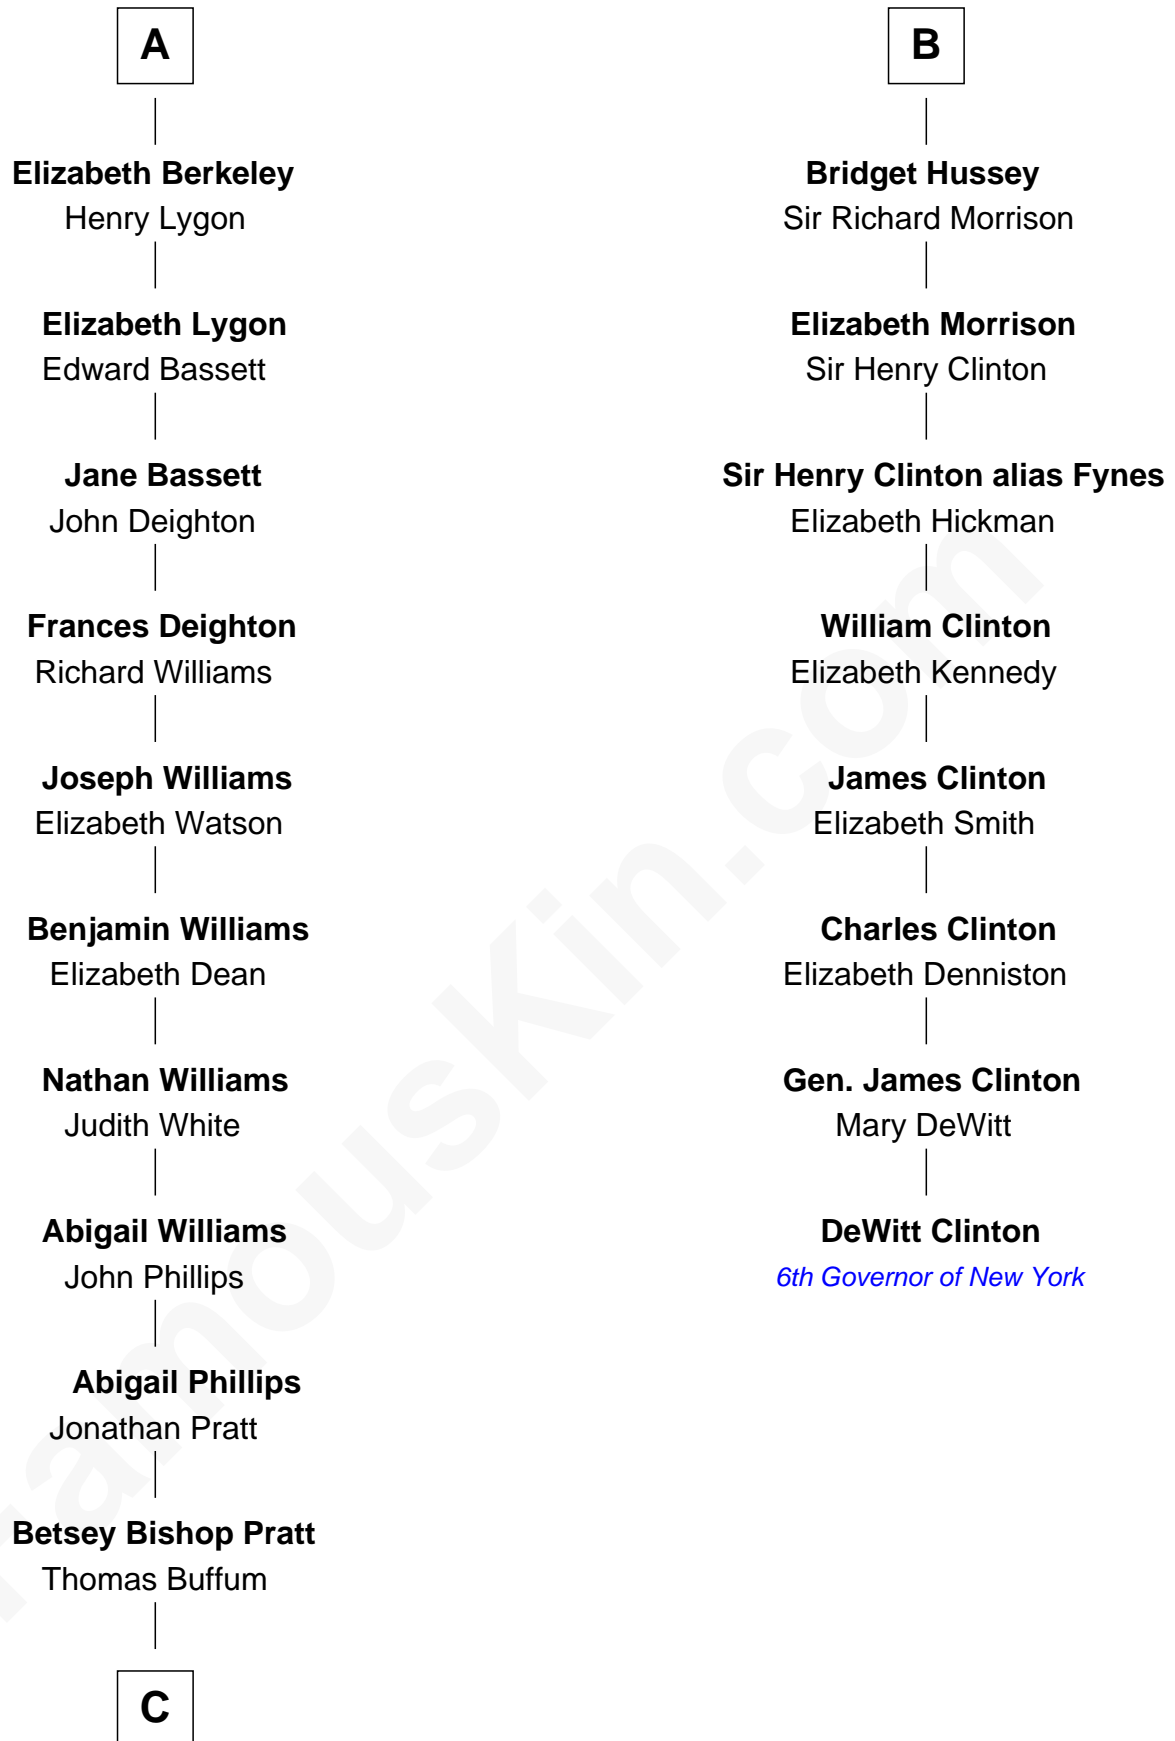 A
Elizabeth Berkeley
Henry Lygon
Elizabeth Lygon
Edward Bassett
Jane Bassett
John Deighton
Frances Deighton
Richard Williams
Joseph Williams
Elizabeth Watson
Benjamin Williams
Elizabeth Dean
Nathan Williams
Judith White
Abigail Williams
John Phillips
Abigail Phillips
Jonathan Pratt
Betsey Bishop Pratt
Thomas Buffum
C
B
Bridget Hussey
Sir Richard Morrison
Elizabeth Morrison
Sir Henry Clinton
Sir Henry Clinton alias Fynes
Elizabeth Hickman
William Clinton
Elizabeth Kennedy
James Clinton
Elizabeth Smith
Charles Clinton
Elizabeth Denniston
Gen. James Clinton
Mary DeWitt
DeWitt Clinton
6th Governor of New York
FamousKin.com